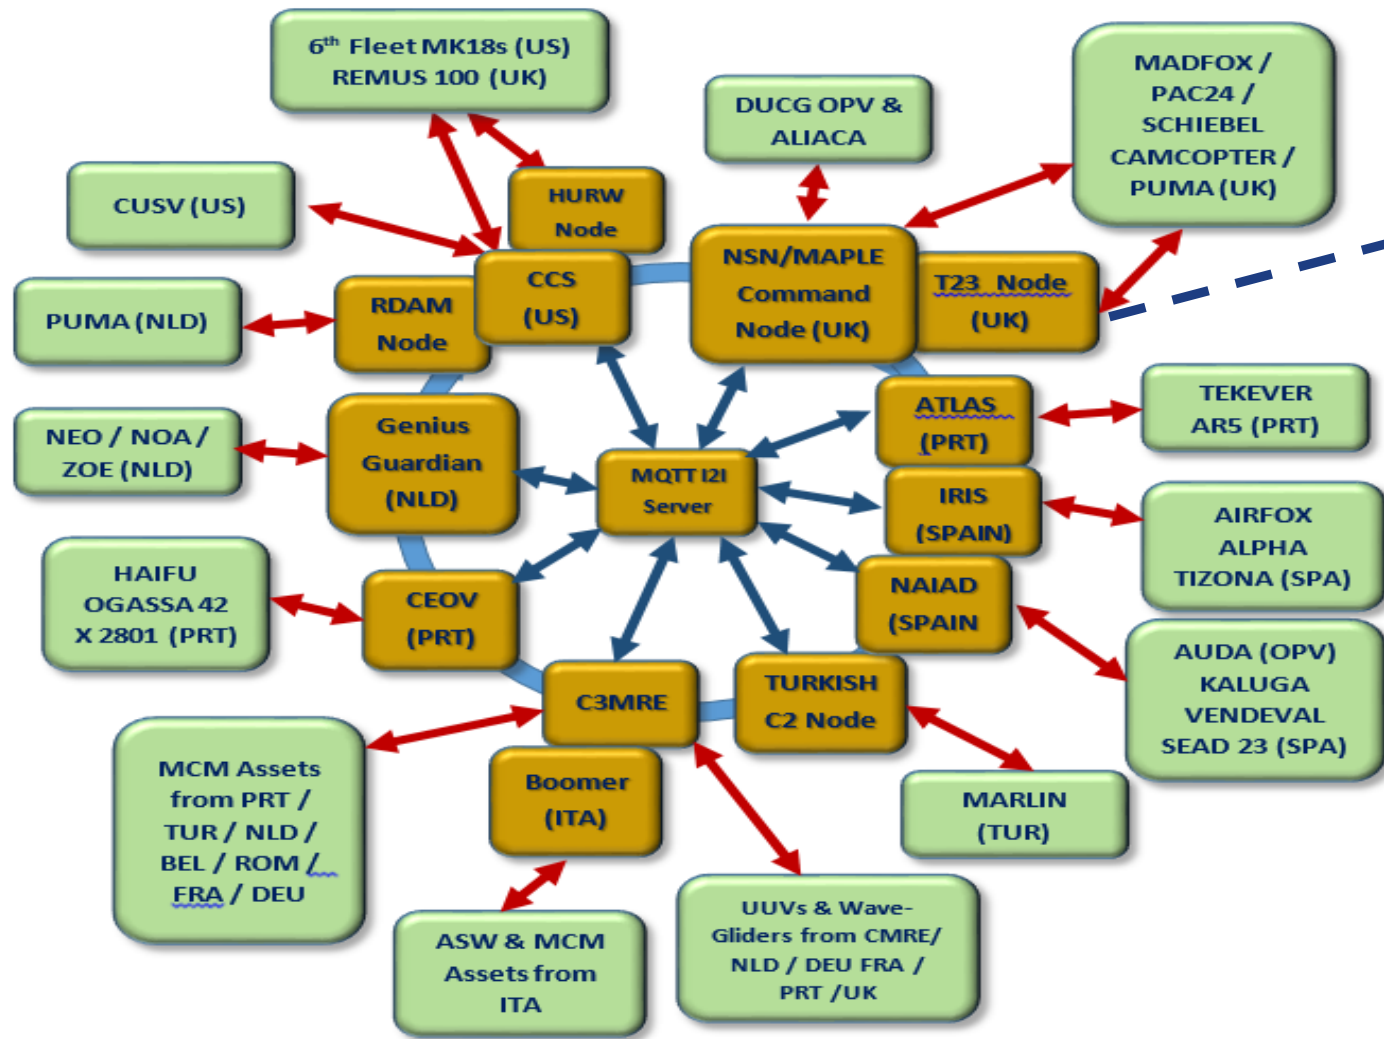 6th Fleet MK18s (US)
REMUS 100 (UK)
DUCG OPV &
ALIACA
MADFOX /
PAC24 /
SCHIEBEL
CAMCOPTER /
PUMA (UK)
CUSV (US)
HURW
Node
CCS
(US)
NSN/MAPLE
Command
Node (UK)
T23 Node
(UK)
PUMA (NLD)
RDAM
Node
ATLAS
(PRT)
TEKEVER
AR5 (PRT)
NEO / NOA /
ZOE (NLD)
Genius
Guardian
(NLD)
MQTT I2I
Server
IRIS
(SPAIN)
AIRFOX
ALPHA
TIZONA (SPA)
HAIFU
OGASSA 42
X 2801 (PRT)
CEOV
(PRT)
NAIAD
(SPAIN
AUDA (OPV)
KALUGA
VENDEVAL
SEAD 23 (SPA)
C3MRE
TURKISH
C2 Node
MCM Assets
from PRT /
TUR / NLD /
BEL / ROM /
FRA / DEU
Boomer
(ITA)
MARLIN
(TUR)
ASW & MCM
Assets from
ITA
UUVs & Wave-
Gliders from CMRE/
NLD / DEU FRA /
PRT /UK